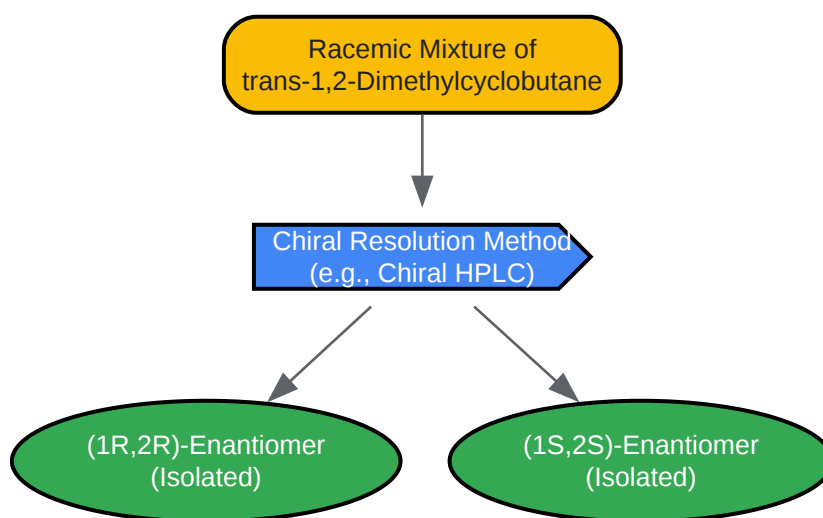 Racemic Mixture of
trans-1,2-Dimethylcyclobutane
Chiral Resolution Method
(e.g., Chiral HPLC)
(1R,2R)-Enantiomer
(Isolated)
(1S,2S)-Enantiomer
(Isolated)